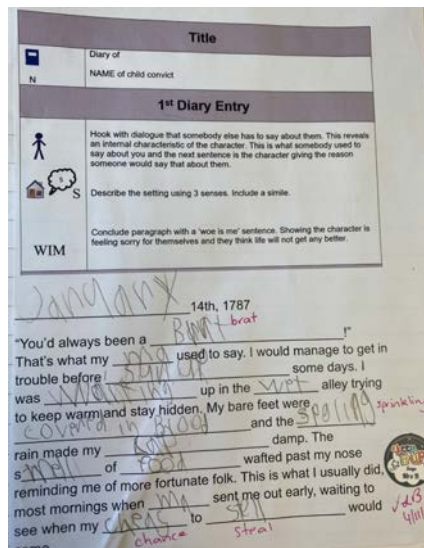 Title
Diary of
N
NAME of child convict
1st Diary Entry
Hook with dialogue that somebody else has to say about them. This reveals
an internal characteristic of the character. This is what somebody used to
say about you and the next sentence is the character giving the reason
someone would say that about them.
S
Describe the setting using 3 senses. Include a simile.
WIM
Conclude paragraph with a 'woe is me' sentence. Showing the character is
feeling sorry for themselves and they think life will not get any better.
January 14th, 1787
brat
"You'd always been a !"
That's what my ma used to say. I would manage to get in
trouble before sun up some days. I
was up in the wet alley trying
to keep warm and stay hidden. My bare feet were
sprinkling
covered in Blood and the
rain made my damp. The
smell of food wafted past my nose
reminding me of more fortunate folk. This is what I usually did,
most mornings when ma sent me out early, waiting to
see when my to would
chance steal